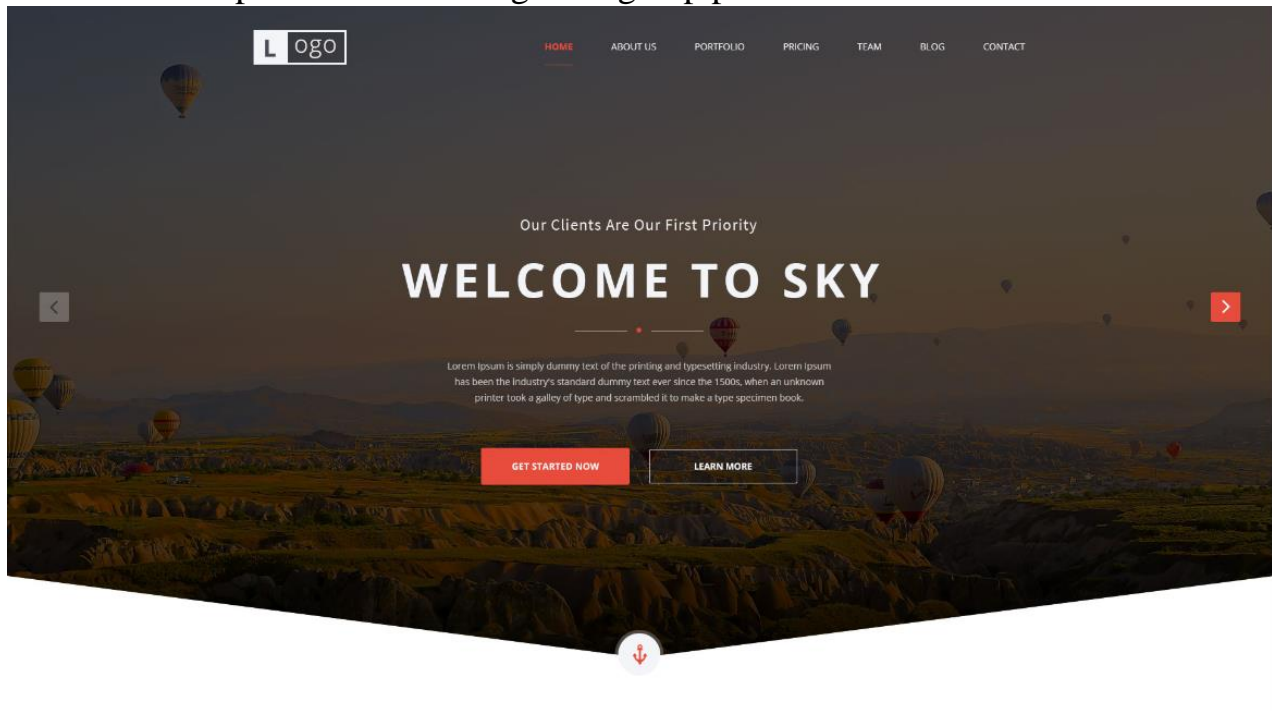 L ogo
HOME ABOUT US PORTFOLIO PRICING TEAM BLOG CONTACT
Our Clients Are Our First Priority
WELCOME TO SKY
Lorem Ipsum is simply dummy text of the printing and typesetting industry. Lorem Ipsum
has been the industry's standard dummy text ever since the 1500s, when an unknown
printer took a galley of type and scrambled it to make a type specimen book.
GET STARTED NOW LEARN MORE